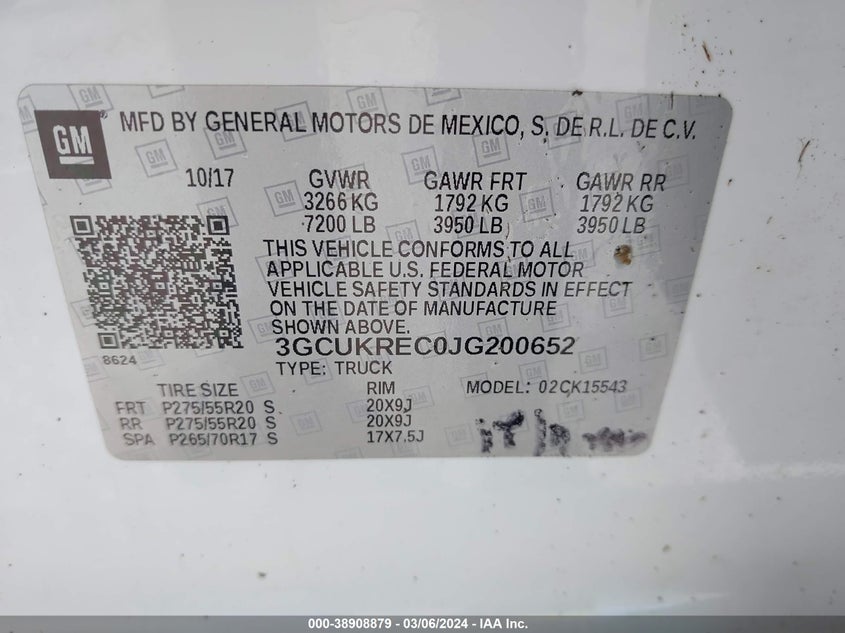 GM
MFD BY GENERAL MOTORS DE MEXICO, S. DE R.L. DE C.V.
10/17 GVWR GAWR FRT GAWR RR
3266 KG 1792 KG 1792 KG
7200 LB 3950 LB 3950 LB
THIS VEHICLE CONFORMS TO ALL
APPLICABLE U.S. FEDERAL MOTOR
VEHICLE SAFETY STANDARDS IN EFFECT
ON THE DATE OF MANUFACTURE
SHOWN ABOVE.
3GCUKREC0JG200652
8624
TYPE: TRUCK
TIRE SIZE RIM MODEL: 02CK15543
FRT P275/55R20 S 20X9J
RR P275/55R20 S 20X9J
SPA P265/70R17 S 17X7.5J
000-38908879 — 03/06/2024 — IAA Inc.